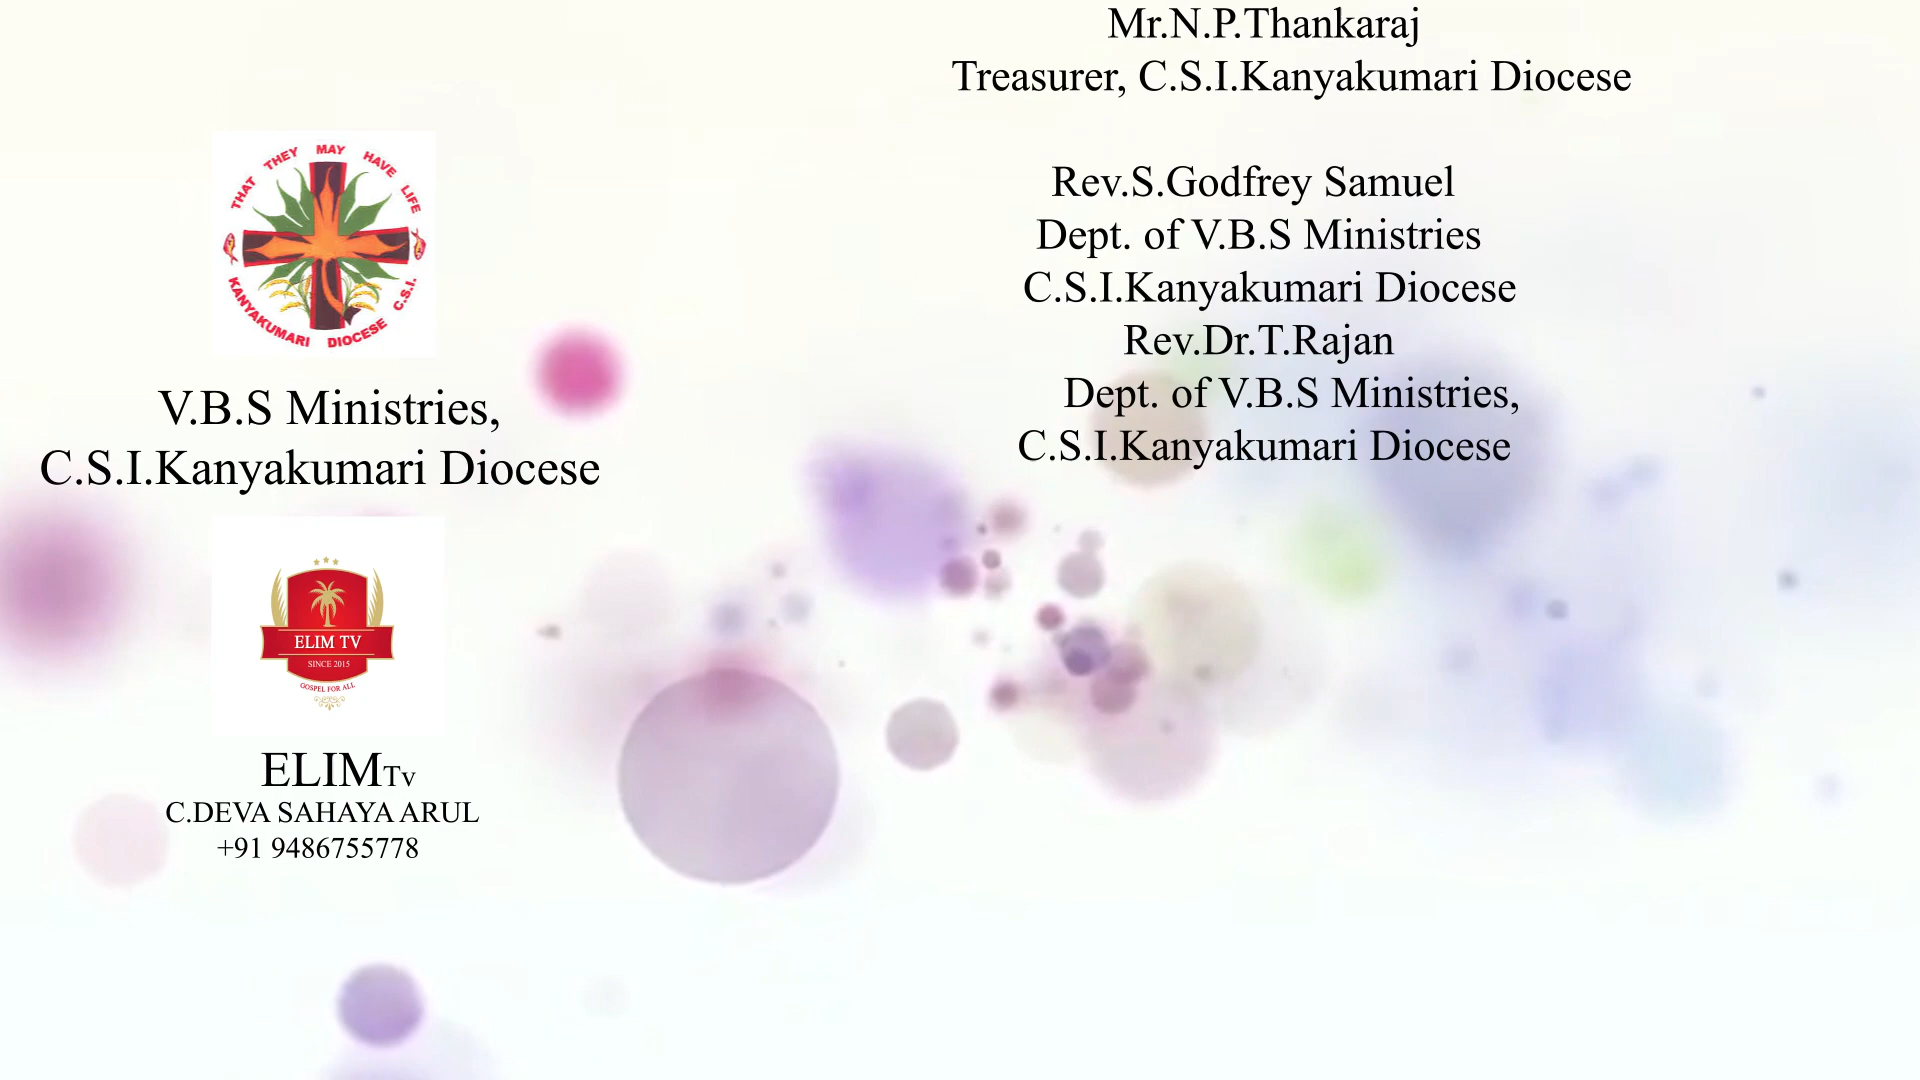 THAT THEY MAY HAVE LIFE
KANYAKUMARI DIOCESE C.S.I.
V.B.S Ministries,
C.S.I.Kanyakumari Diocese
ELIM TV
SINCE 2015
GOSPEL FOR ALL
ELIMTv
C.DEVA SAHAYA ARUL
+91 9486755778
Mr.N.P.Thankaraj
Treasurer, C.S.I.Kanyakumari Diocese
Rev.S.Godfrey Samuel
Dept. of V.B.S Ministries
C.S.I.Kanyakumari Diocese
Rev.Dr.T.Rajan
Dept. of V.B.S Ministries,
C.S.I.Kanyakumari Diocese